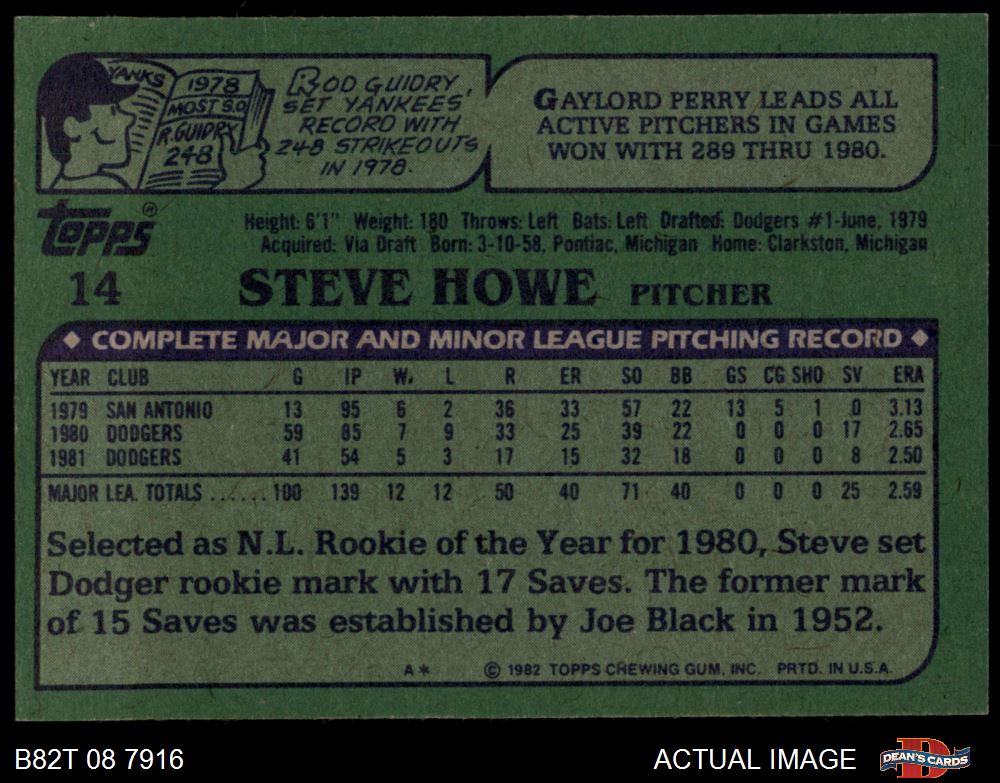 YANKS
1978
MOST S.O.
R. GUIDRY
248
ROD GUIDRY,
SET YANKEES'
RECORD WITH
248 STRIKEOUTS
IN 1978.
GAYLORD PERRY LEADS ALL
ACTIVE PITCHERS IN GAMES
WON WITH 289 THRU 1980.
TOPPS®
Height: 6'1" Weight: 180 Throws: Left Bats: Left Drafted: Dodgers #1-June, 1979
Acquired: Via Draft Born: 3-10-58, Pontiac, Michigan Home: Clarkston, Michigan
14 STEVE HOWE PITCHER
◆ COMPLETE MAJOR AND MINOR LEAGUE PITCHING RECORD ◆
YEAR CLUB G IP W. L R ER SO BB GS CG SHO SV ERA
1979 SAN ANTONIO 13 95 6 2 36 33 57 22 13 5 1 0 3.13
1980 DODGERS 59 85 7 9 33 25 39 22 0 0 0 17 2.65
1981 DODGERS 41 54 5 3 17 15 32 18 0 0 0 8 2.50
MAJOR LEA. TOTALS ...... 100 139 12 12 50 40 71 40 0 0 0 25 2.59
Selected as N.L. Rookie of the Year for 1980, Steve set
Dodger rookie mark with 17 Saves. The former mark
of 15 Saves was established by Joe Black in 1952.
A* © 1982 TOPPS CHEWING GUM, INC. PRTD. IN U.S.A.
B82T 08 7916 ACTUAL IMAGE DEAN'S CARDS